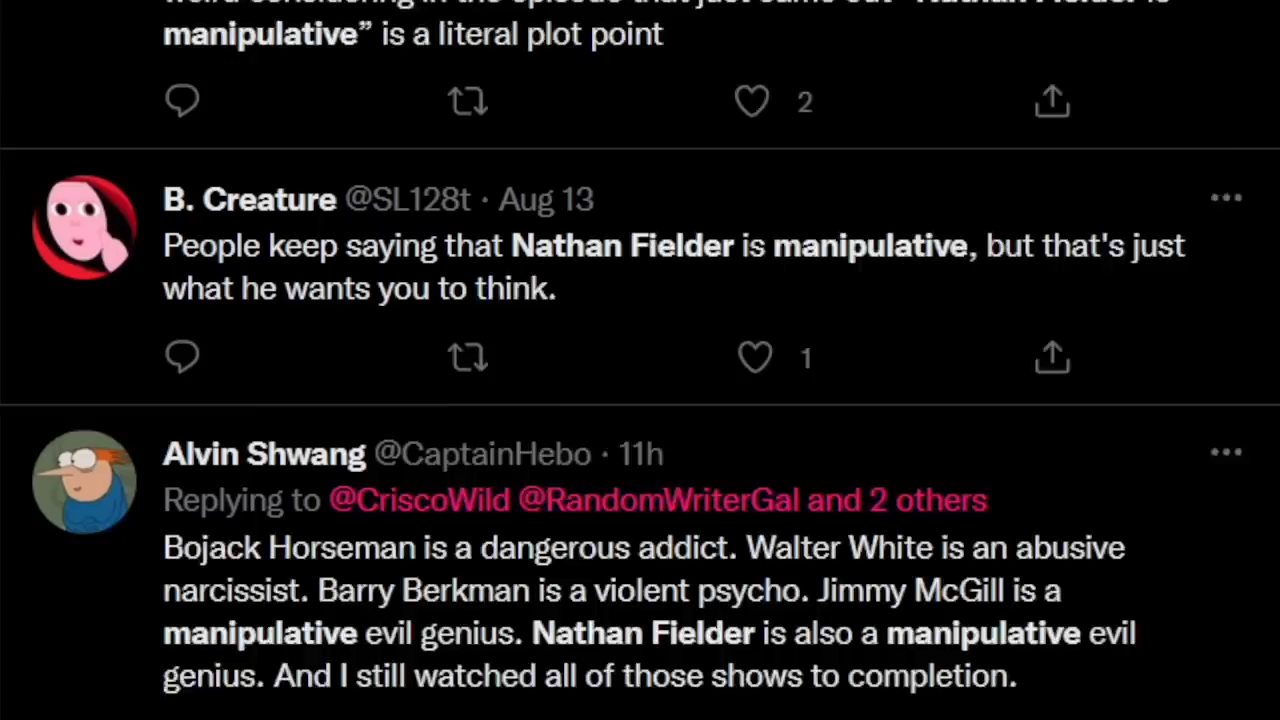 manipulative” is a literal plot point
2
B. Creature @SL128t · Aug 13
People keep saying that Nathan Fielder is manipulative, but that's just
what he wants you to think.
1
Alvin Shwang @CaptainHebo · 11h
Replying to @CriscoWild @RandomWriterGal and 2 others
Bojack Horseman is a dangerous addict. Walter White is an abusive
narcissist. Barry Berkman is a violent psycho. Jimmy McGill is a
manipulative evil genius. Nathan Fielder is also a manipulative evil
genius. And I still watched all of those shows to completion.